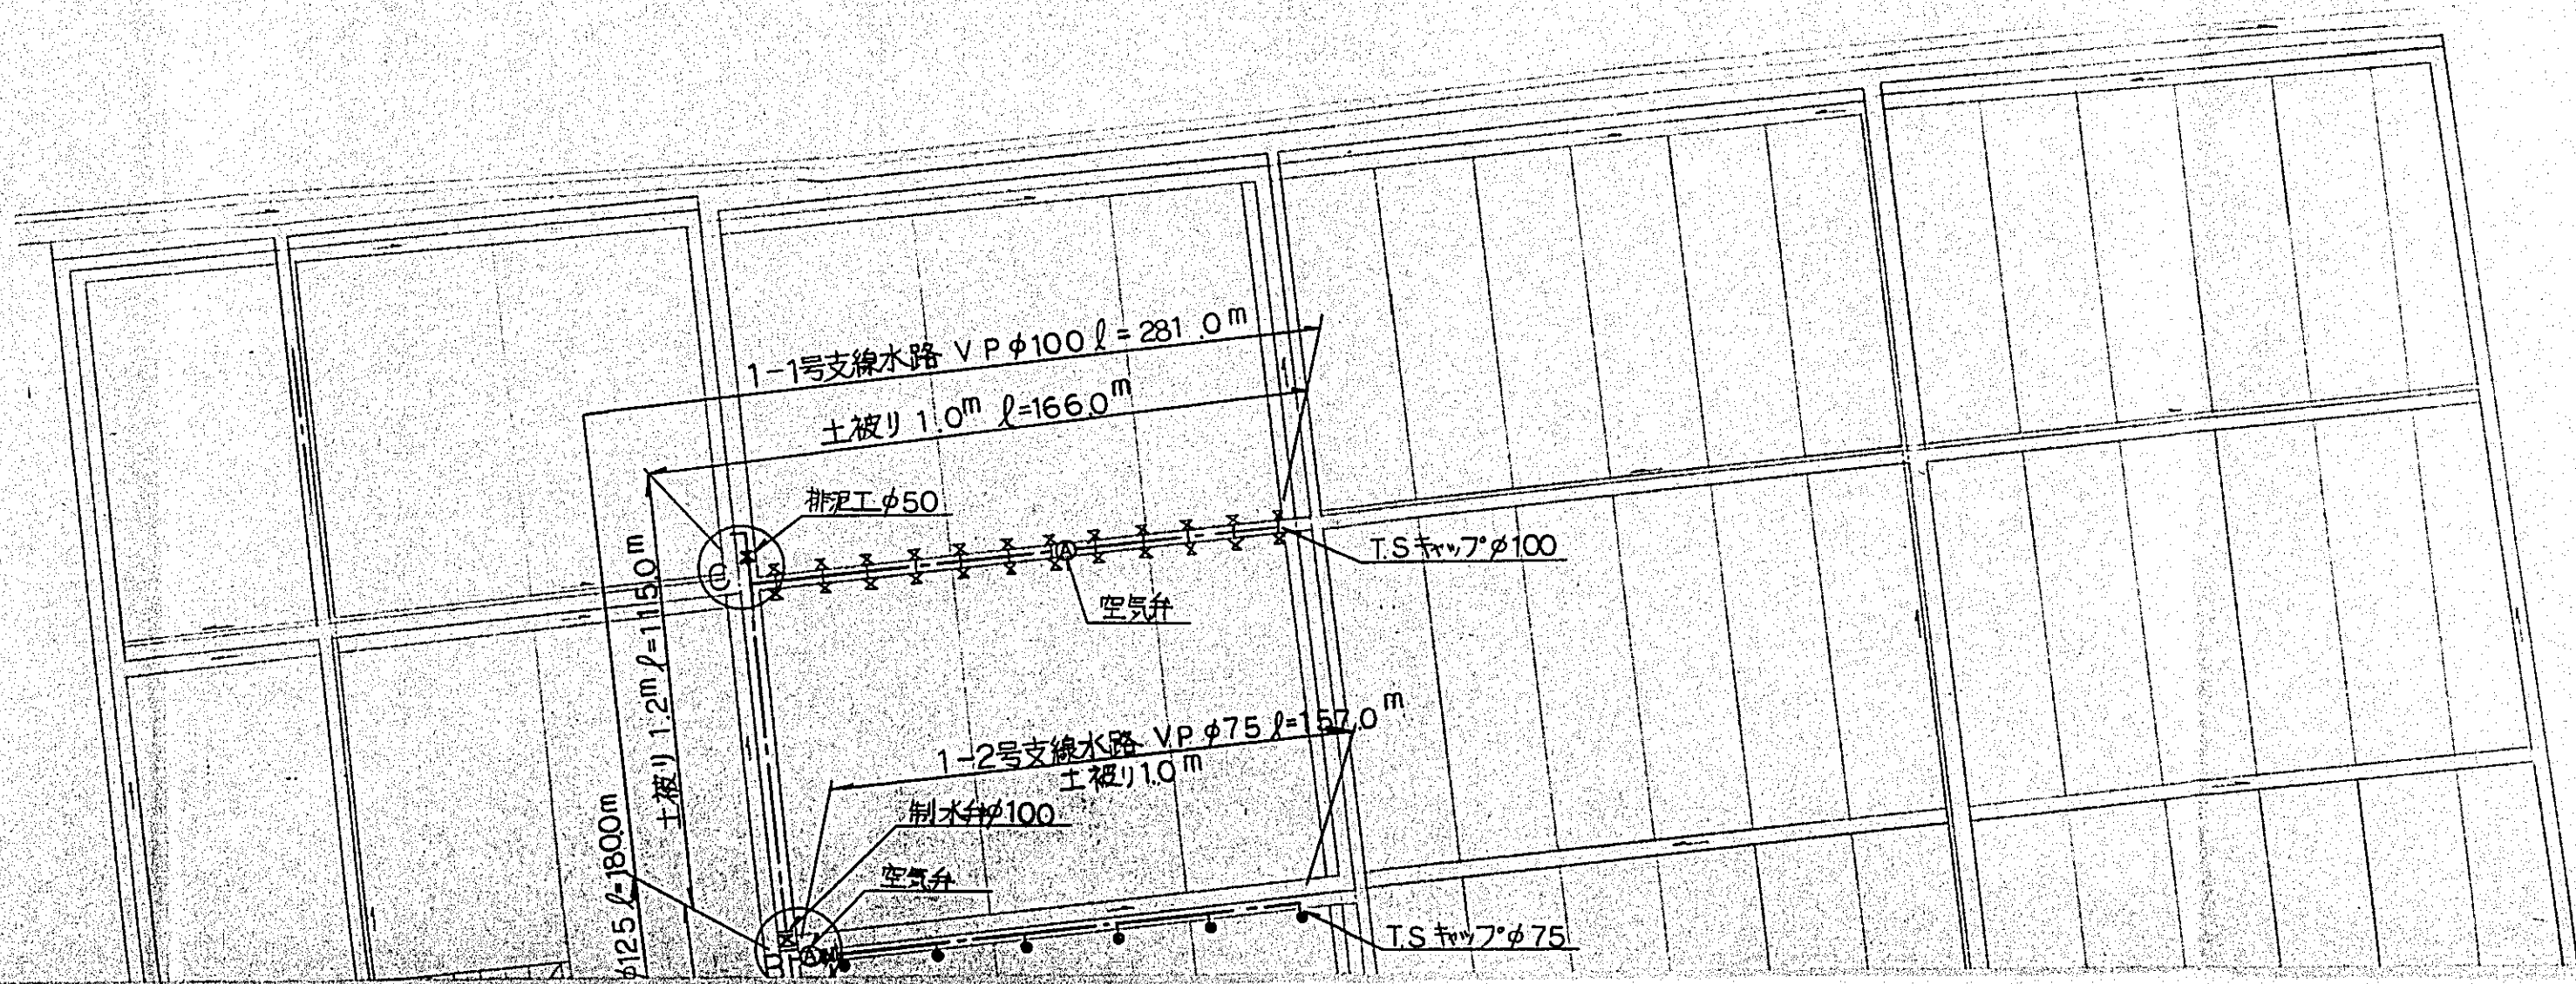 1-1号支線水路 VPφ100 ℓ=281.0m
土被り 1.0m ℓ=166.0m
排泥工φ50
T.Sキャップφ100
C
A
空気弁
土被り 1.2m ℓ=115.0m
1-2号支線水路 VPφ75 ℓ=157.0m
土被り1.0m
制水弁φ100
空気弁
φ125 ℓ=180.0m
B
A
T.Sキャップφ75